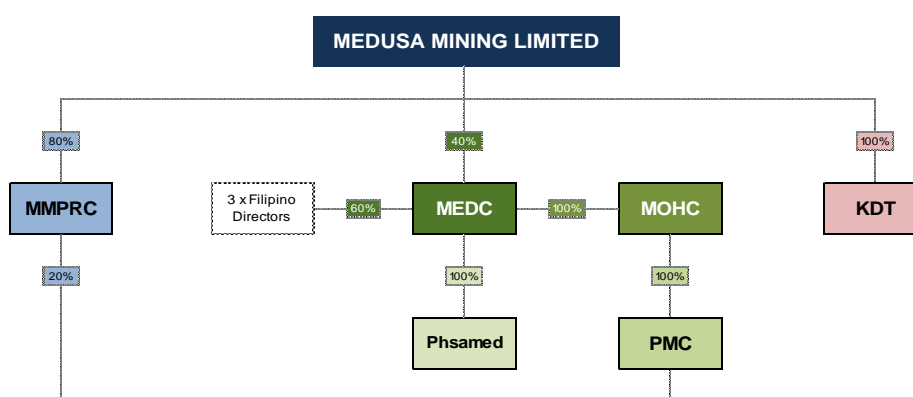 MEDUSA MINING LIMITED
80%
40%
100%
MMPRC
3 x Filipino
Directors
60%
MEDC
100%
MOHC
KDT
20%
100%
100%
Phsamed
PMC